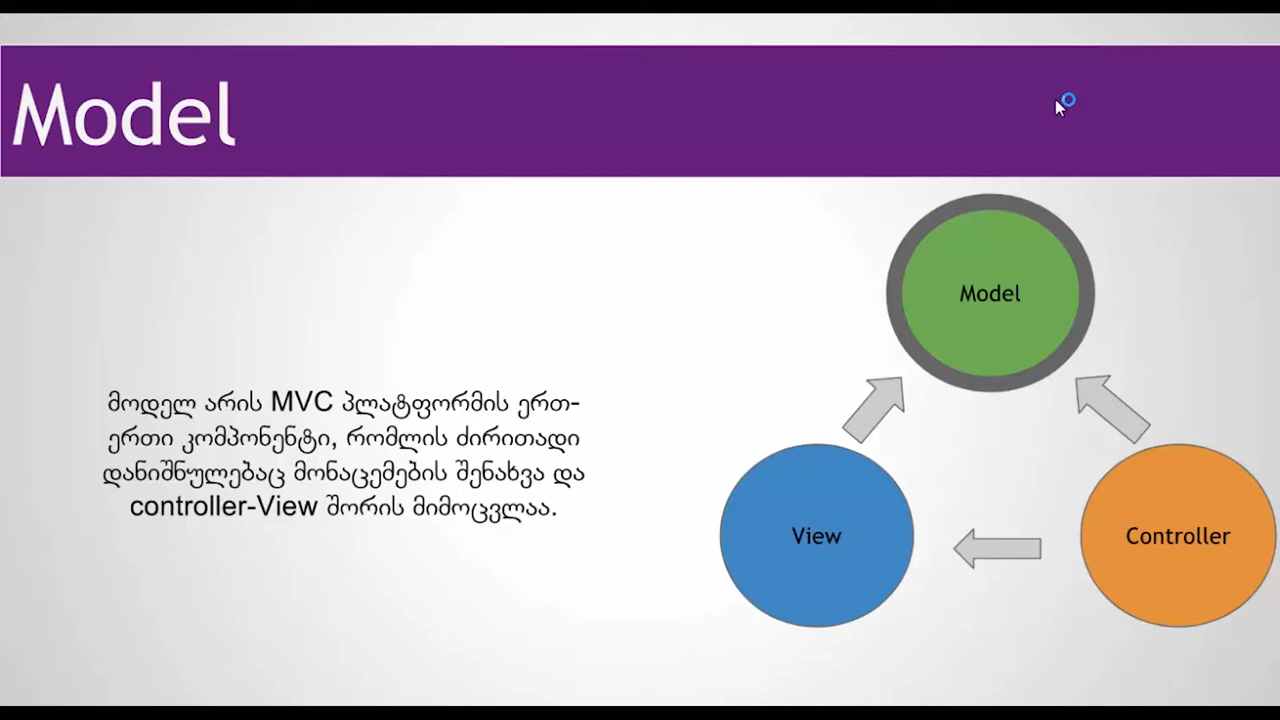 Model
Model
მოდელ არის MVC პლატფორმის ერთ-
ერთი კომპონენტი, რომლის ძირითადი
დანიშნულებაც მონაცემების შენახვა და
controller-View შორის მიმოცვლაა.
View
Controller